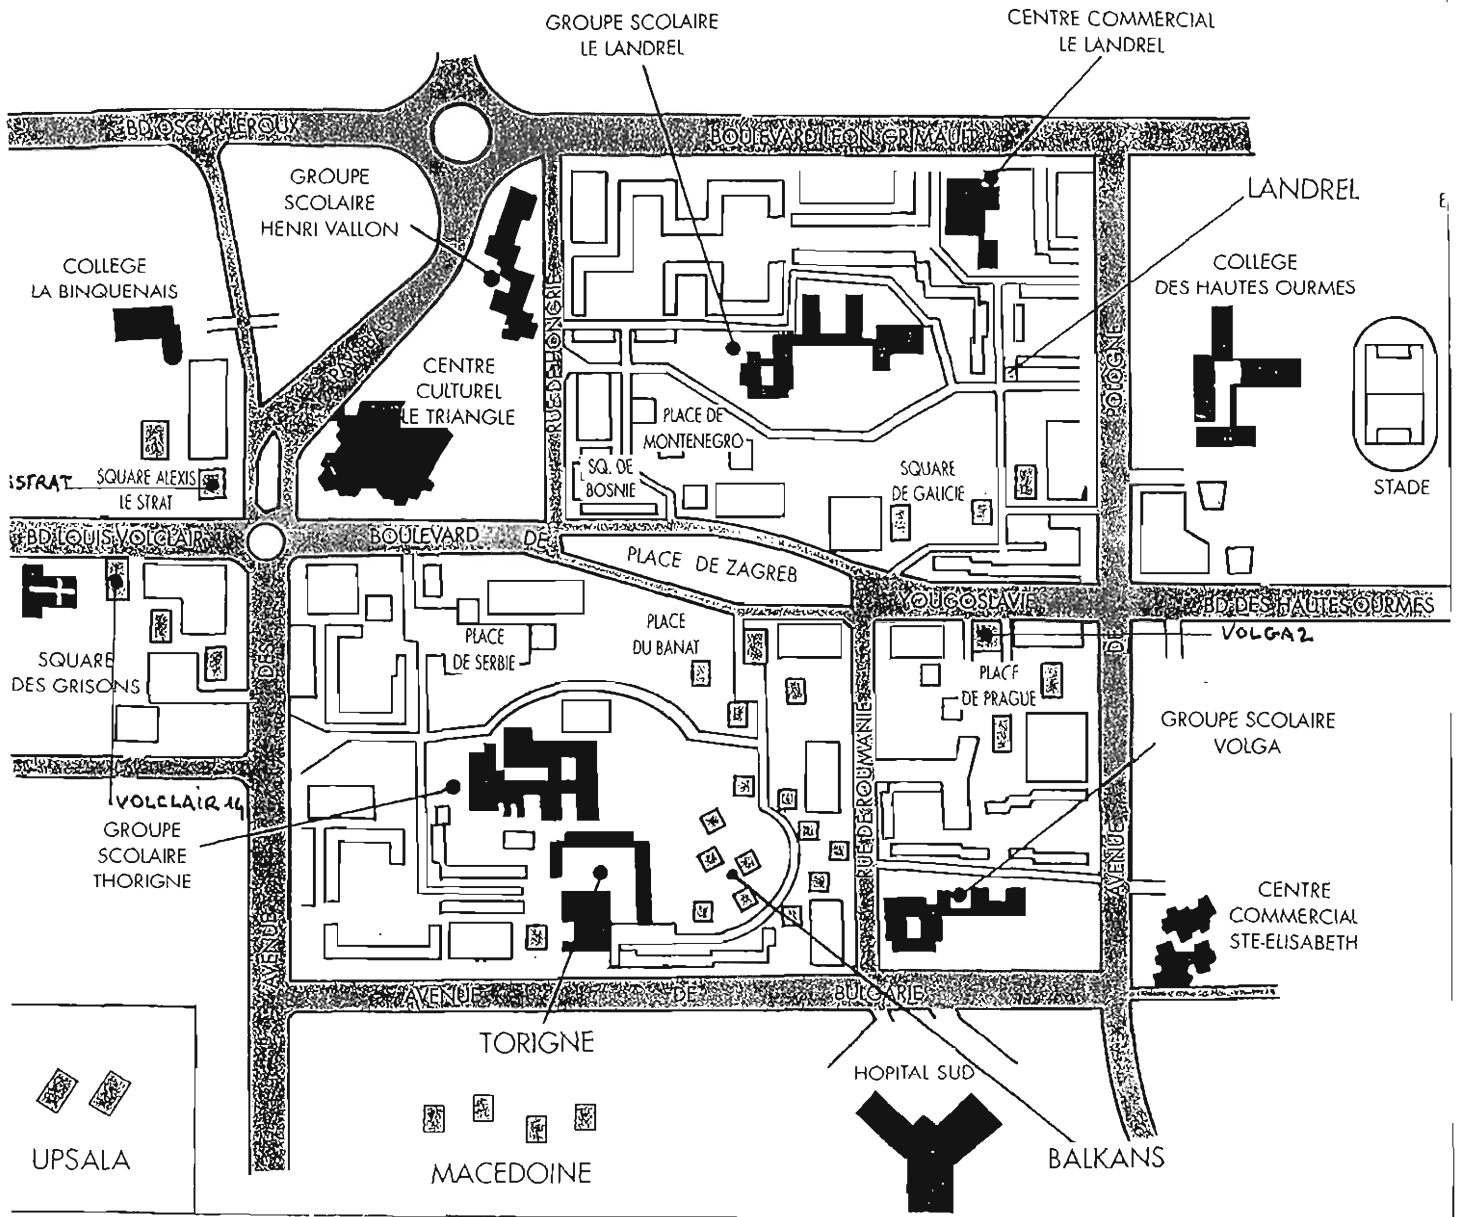 GROUPE SCOLAIRE
LE LANDREL
CENTRE COMMERCIAL
LE LANDREL
BD OSCAR LEROUX
BOULEVARD LEON GRIMAULT
GROUPE
SCOLAIRE
HENRI VALLON
LANDREL
COLLEGE
LA BINQUENAIS
COLLEGE
DES HAUTES OURMES
RUE DE HONGRIE
PAYS BAS
POLOGNE
CENTRE
CULTUREL
LE TRIANGLE
PLACE DE
MONTENEGRO
SQ. DE
BOSNIE
SQUARE
DE GALICIE
STADE
ISTRAT
SQUARE ALEXIS
LE STRAT
BD LOUIS VOLCLAIR
BOULEVARD DE
PLACE DE ZAGREB
YOUGOSLAVIE
BD DES HAUTES OURMES
VOLGA 2
PLACE
DE SERBIE
PLACE
DU BANAT
PLACE
DE PRAGUE
SQUARE
DES GRISONS
DES
DE
RUE DE ROUMANIE
GROUPE SCOLAIRE
VOLGA
VOLCLAIR 14
GROUPE
SCOLAIRE
THORIGNE
AVENUE
AVENUE
CENTRE
COMMERCIAL
STE-ELISABETH
AVENUE DE BULGARIE
TORIGNE
HOPITAL SUD
UPSALA
MACEDOINE
BALKANS